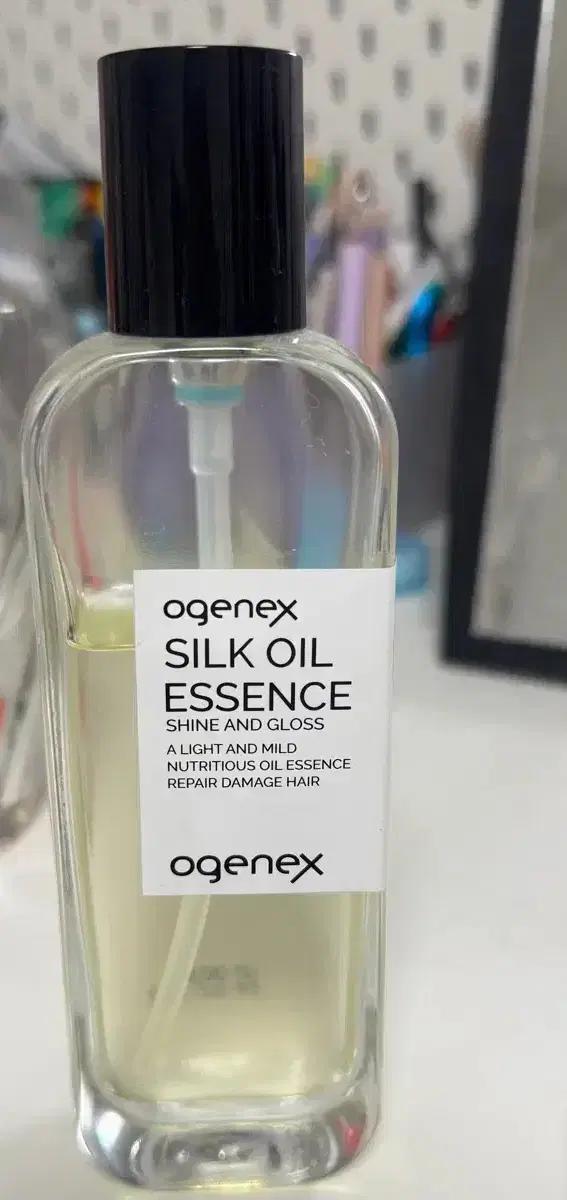 ogenex
SILK OIL
ESSENCE
SHINE AND GLOSS
A LIGHT AND MILD
NUTRITIOUS OIL ESSENCE
REPAIR DAMAGE HAIR
ogenex